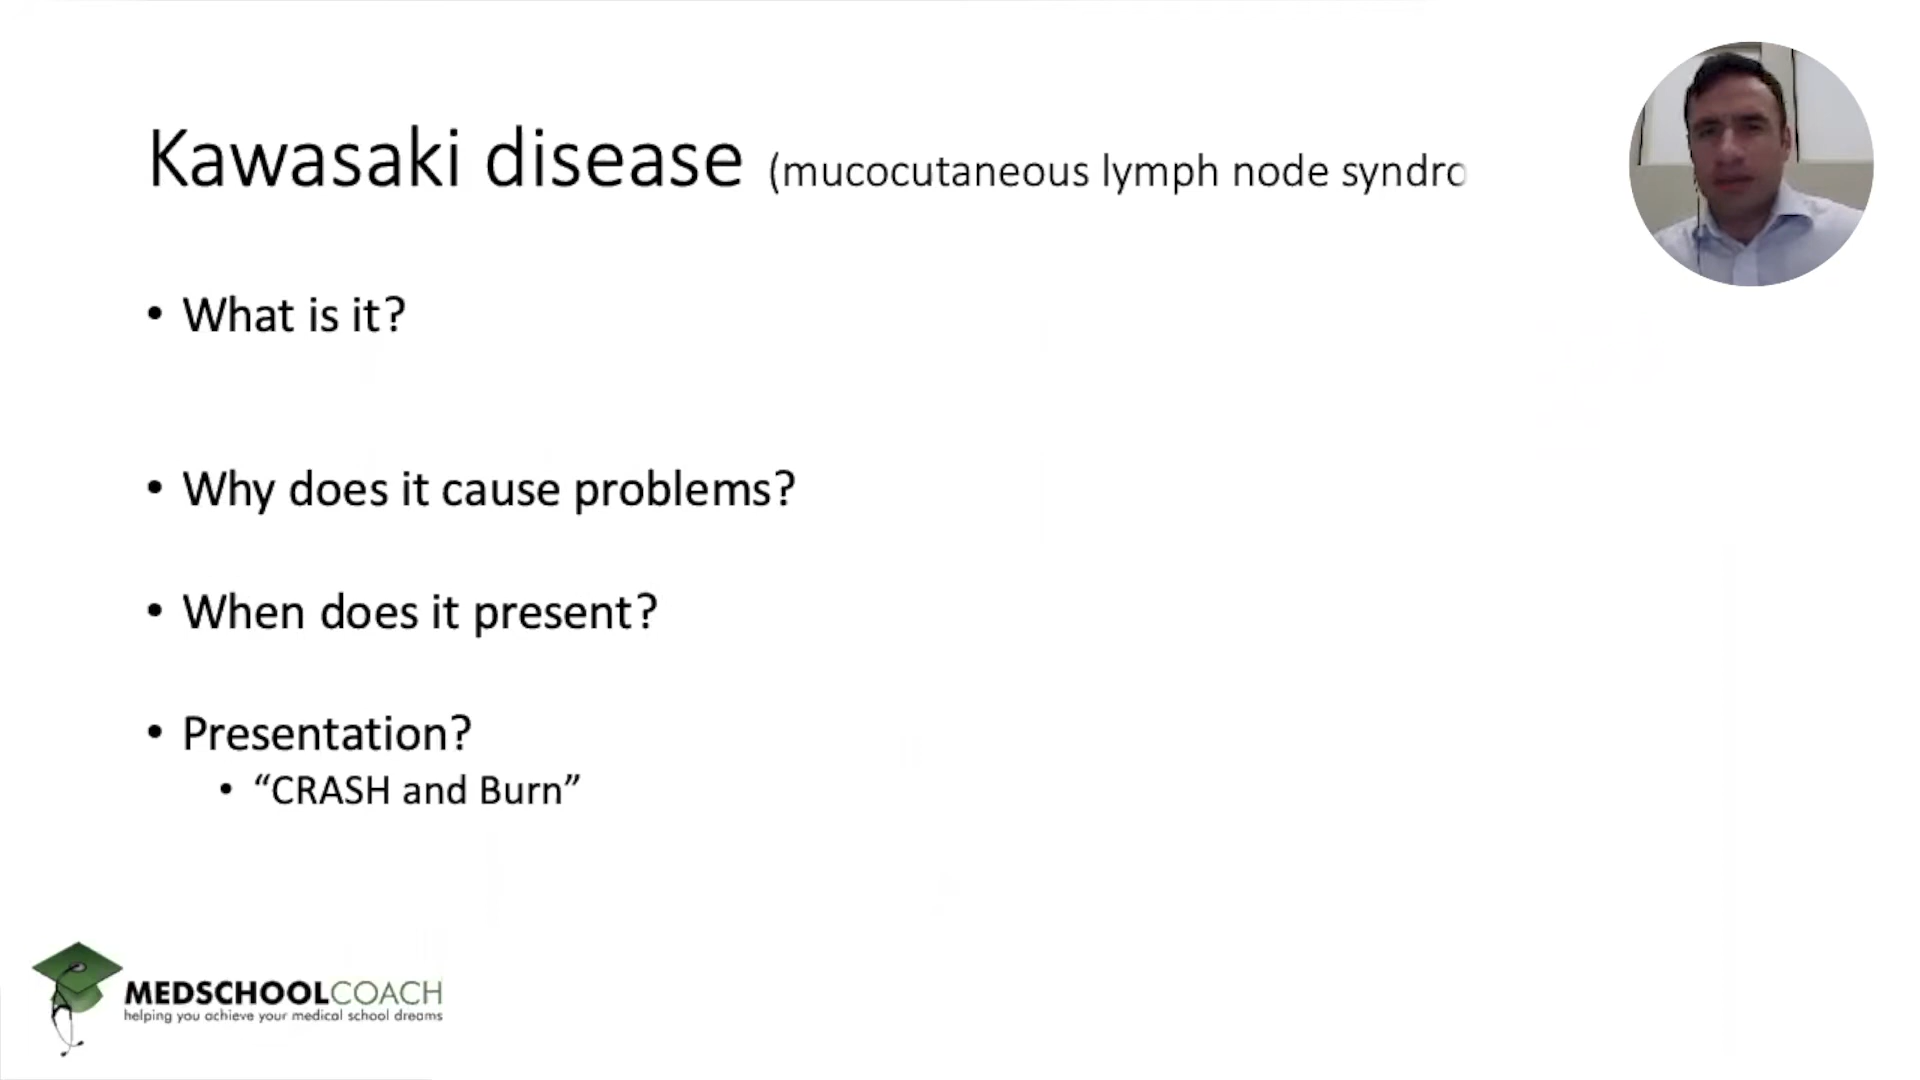 Kawasaki disease (mucocutaneous lymph node syndro
• What is it?
• Why does it cause problems?
• When does it present?
• Presentation?
• “CRASH and Burn”
MEDSCHOOLCOACH
helping you achieve your medical school dreams